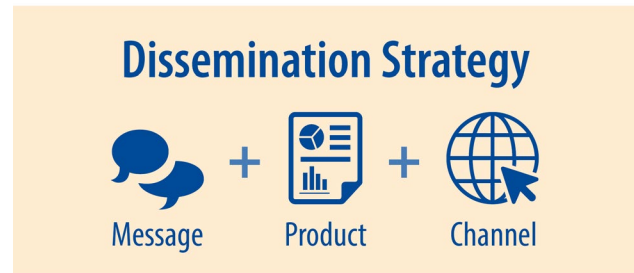 Dissemination Strategy
+ +
Message Product Channel